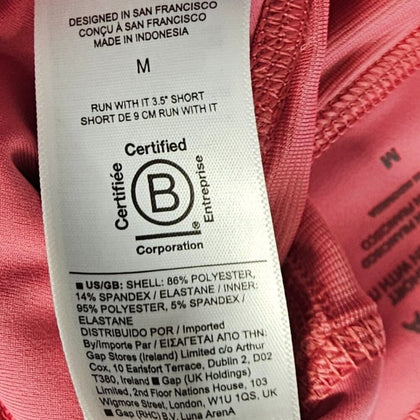 DESIGNED IN SAN FRANCISCO
CONÇU À SAN FRANCISCO
MADE IN INDONESIA
M
RUN WITH IT 3.5" SHORT
SHORT DE 9 CM RUN WITH IT
Certified
Certifiée
B
Entreprise
Corporation
■ US/GB: SHELL: 86% POLYESTER,
14% SPANDEX / ELASTANE / INNER:
95% POLYESTER, 5% SPANDEX /
ELASTANE
DISTRIBUIDO POR / Imported
By/Importe Par / ΕΙΣΑΓΕΤΑΙ ΑΠΟ ΤΗΝ
Gap Stores (Ireland) Limited c/o Arthur
Cox, 10 Earlsfort Terrace, Dublin 2, D02
T380, Ireland ■ Gap (UK Holdings)
Limited, 2nd Floor Nations House, 103
Wigmore Street, London, W1U 1QS, UK
■ Gap (RHC) BV, Luna ArenA
M